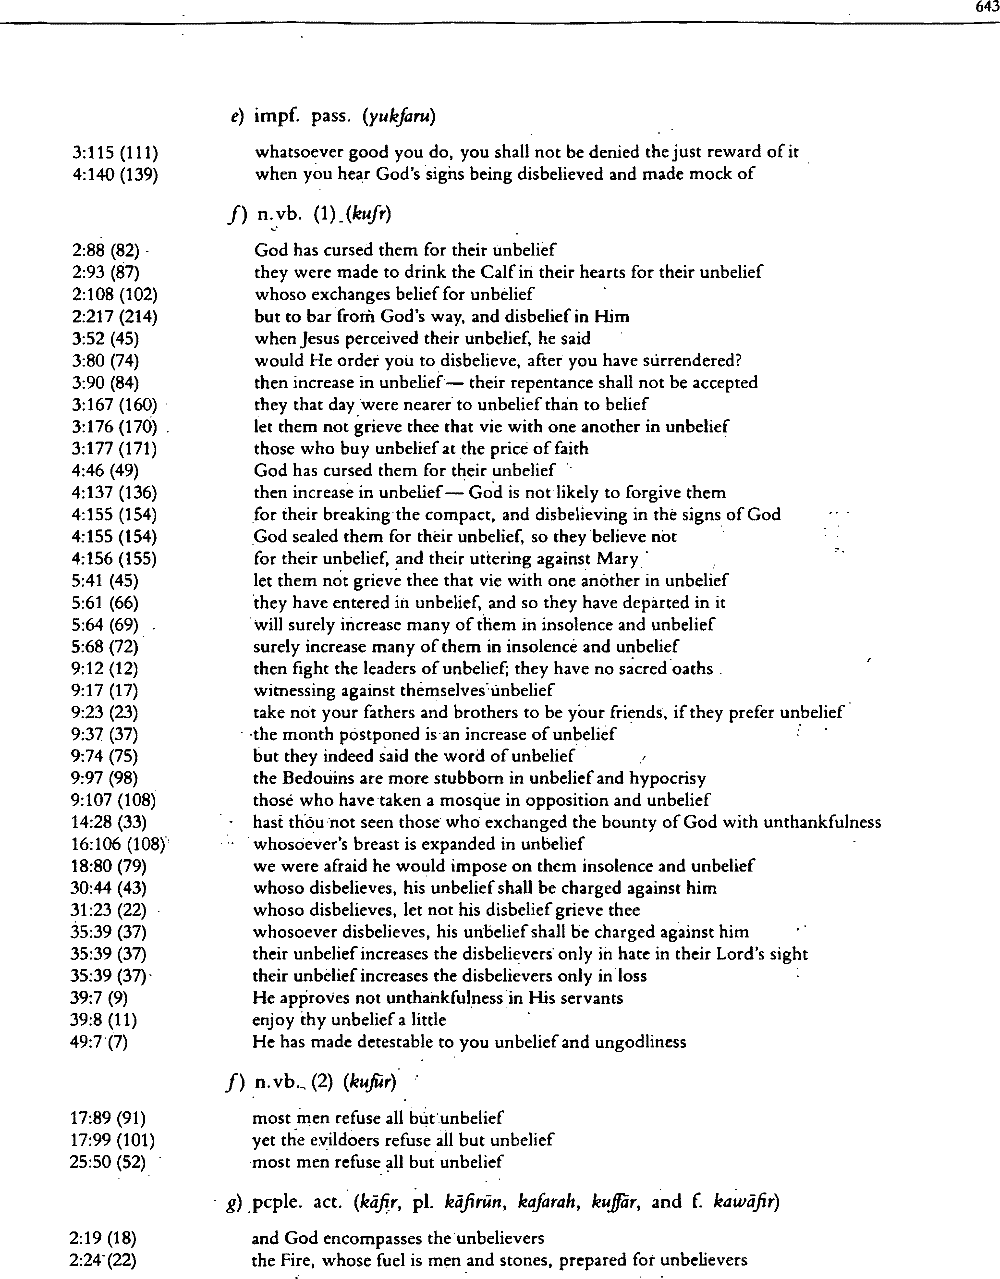 643
e) impf. pass. (yukfaru)
3:115 (111) whatsoever good you do, you shall not be denied the just reward of it
4:140 (139) when you hear God's signs being disbelieved and made mock of
f) n.vb. (1) (kufr)
2:88 (82) God has cursed them for their unbelief
2:93 (87) they were made to drink the Calf in their hearts for their unbelief
2:108 (102) whoso exchanges belief for unbelief
2:217 (214) but to bar from God's way, and disbelief in Him
3:52 (45) when Jesus perceived their unbelief, he said
3:80 (74) would He order you to disbelieve, after you have surrendered?
3:90 (84) then increase in unbelief — their repentance shall not be accepted
3:167 (160) they that day were nearer to unbelief than to belief
3:176 (170) let them not grieve thee that vie with one another in unbelief
3:177 (171) those who buy unbelief at the price of faith
4:46 (49) God has cursed them for their unbelief
4:137 (136) then increase in unbelief — God is not likely to forgive them
4:155 (154) for their breaking the compact, and disbelieving in the signs of God
4:155 (154) God sealed them for their unbelief, so they believe not
4:156 (155) for their unbelief, and their uttering against Mary
5:41 (45) let them not grieve thee that vie with one another in unbelief
5:61 (66) they have entered in unbelief, and so they have departed in it
5:64 (69) will surely increase many of them in insolence and unbelief
5:68 (72) surely increase many of them in insolence and unbelief
9:12 (12) then fight the leaders of unbelief; they have no sacred oaths
9:17 (17) witnessing against themselves unbelief
9:23 (23) take not your fathers and brothers to be your friends, if they prefer unbelief
9:37 (37) the month postponed is an increase of unbelief
9:74 (75) but they indeed said the word of unbelief
9:97 (98) the Bedouins are more stubborn in unbelief and hypocrisy
9:107 (108) those who have taken a mosque in opposition and unbelief
14:28 (33) hast thou not seen those who exchanged the bounty of God with unthankfulness
16:106 (108) whosoever's breast is expanded in unbelief
18:80 (79) we were afraid he would impose on them insolence and unbelief
30:44 (43) whoso disbelieves, his unbelief shall be charged against him
31:23 (22) whoso disbelieves, let not his disbelief grieve thee
35:39 (37) whosoever disbelieves, his unbelief shall be charged against him
35:39 (37) their unbelief increases the disbelievers only in hate in their Lord's sight
35:39 (37) their unbelief increases the disbelievers only in loss
39:7 (9) He approves not unthankfulness in His servants
39:8 (11) enjoy thy unbelief a little
49:7 (7) He has made detestable to you unbelief and ungodliness
f) n.vb. (2) (kufūr)
17:89 (91) most men refuse all but unbelief
17:99 (101) yet the evildoers refuse all but unbelief
25:50 (52) most men refuse all but unbelief
g) pcple. act. (kāfir, pl. kāfirūn, kafarah, kuffār, and f. kawāfir)
2:19 (18) and God encompasses the unbelievers
2:24 (22) the Fire, whose fuel is men and stones, prepared for unbelievers